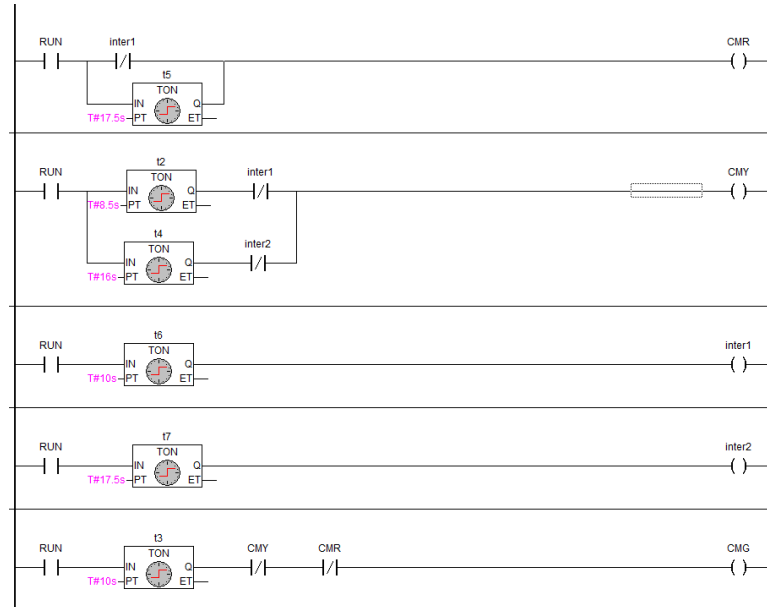 RUN inter1 CMR
t5
TON
IN Q
T#17.5s PT ET
RUN t2 inter1 CMY
TON
IN Q
T#8.5s PT ET
t4
TON inter2
IN Q
T#16s PT ET
RUN t6 inter1
TON
IN Q
T#10s PT ET
RUN t7 inter2
TON
IN Q
T#17.5s PT ET
RUN t3 CMY CMR CMG
TON
IN Q
T#10s PT ET